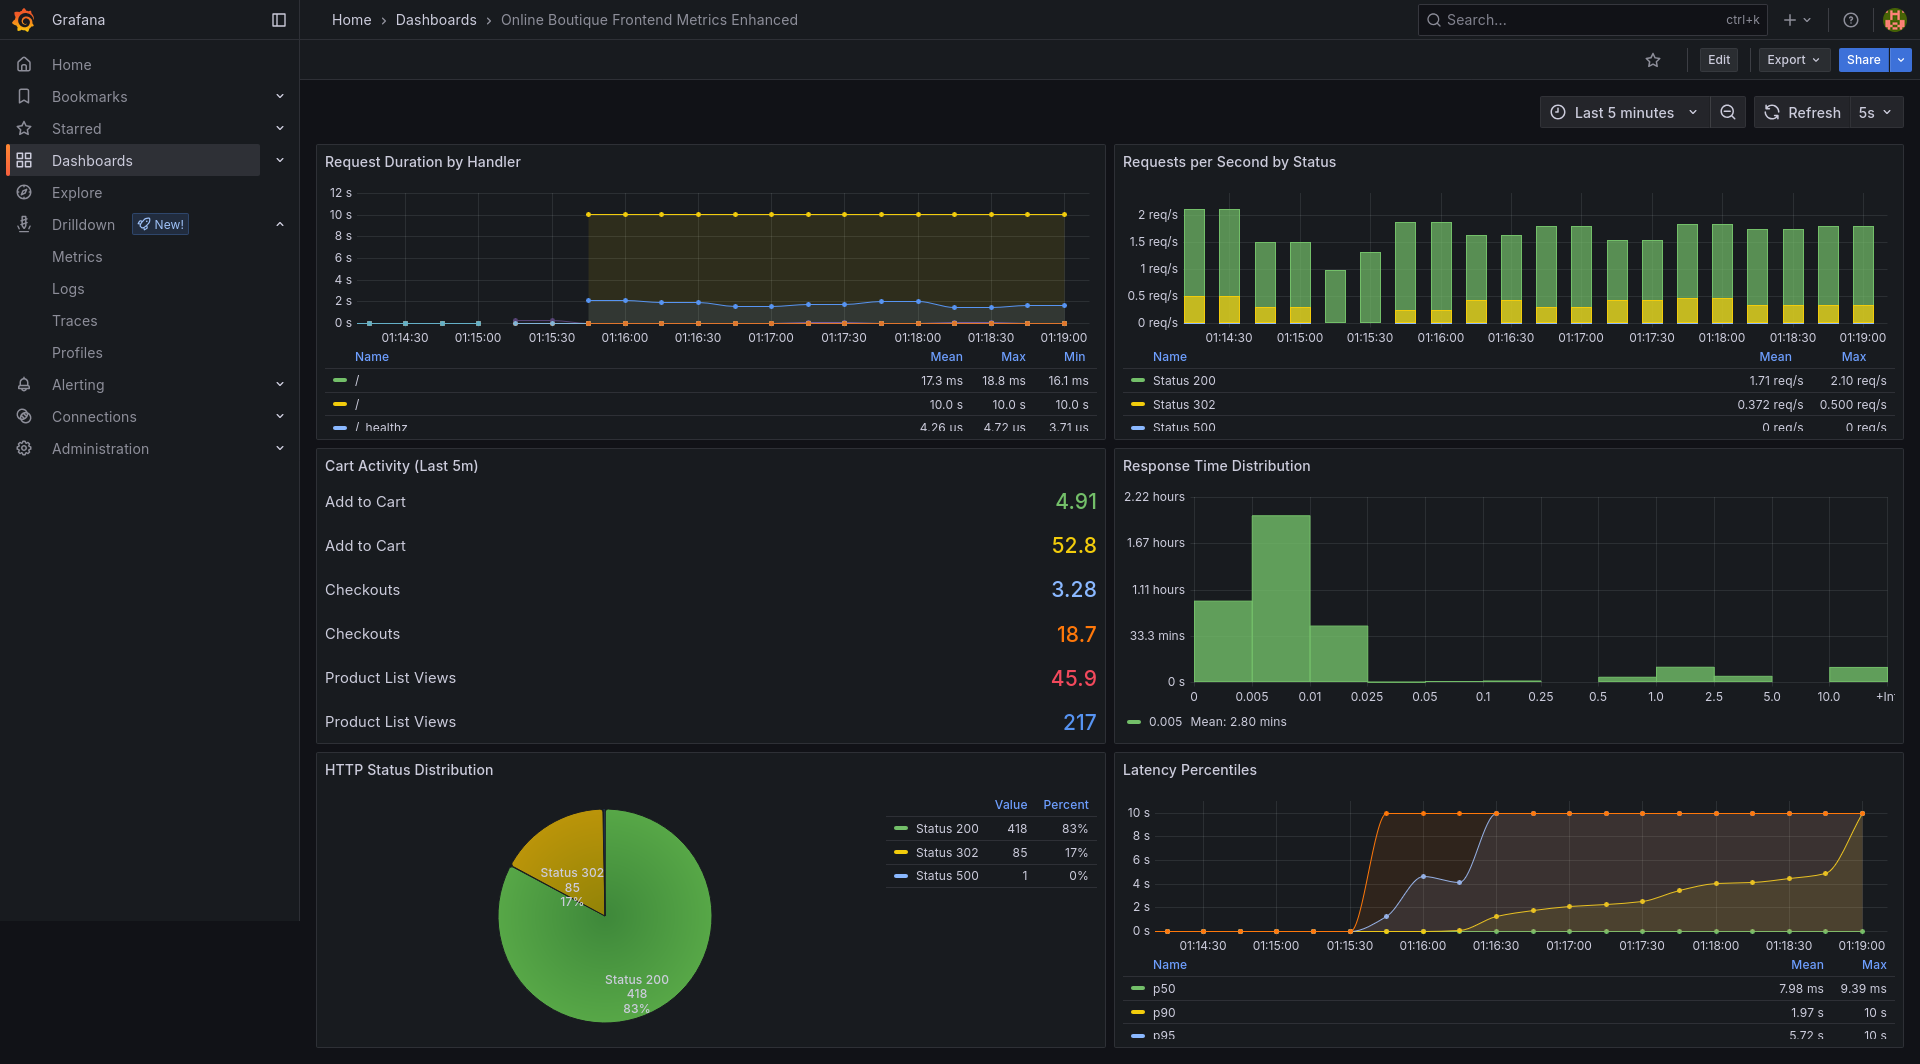 Grafana
Home › Dashboards › Online Boutique Frontend Metrics Enhanced
Search... ctrl+k
Edit Export Share
Home
Bookmarks
Starred
Dashboards
Explore
Drilldown New!
Metrics
Logs
Traces
Profiles
Alerting
Connections
Administration
Last 5 minutes Refresh 5s
Request Duration by Handler
12 s
10 s
8 s
6 s
4 s
2 s
0 s
01:14:30 01:15:00 01:15:30 01:16:00 01:16:30 01:17:00 01:17:30 01:18:00 01:18:30 01:19:00
Name Mean Max Min
/ 17.3 ms 18.8 ms 16.1 ms
/ 10.0 s 10.0 s 10.0 s
/_healthz 4.26 us 4.72 us 3.71 us
Requests per Second by Status
2 req/s
1.5 req/s
1 req/s
0.5 req/s
0 req/s
01:14:30 01:15:00 01:15:30 01:16:00 01:16:30 01:17:00 01:17:30 01:18:00 01:18:30 01:19:00
Name Mean Max
Status 200 1.71 req/s 2.10 req/s
Status 302 0.372 req/s 0.500 req/s
Status 500 0 req/s 0 req/s
Cart Activity (Last 5m)
Add to Cart 4.91
Add to Cart 52.8
Checkouts 3.28
Checkouts 18.7
Product List Views 45.9
Product List Views 217
Response Time Distribution
2.22 hours
1.67 hours
1.11 hours
33.3 mins
0 s
0 0.005 0.01 0.025 0.05 0.1 0.25 0.5 1.0 2.5 5.0 10.0 +In
0.005 Mean: 2.80 mins
HTTP Status Distribution
Status 302
85
17%
Status 200
418
83%
Value Percent
Status 200 418 83%
Status 302 85 17%
Status 500 1 0%
Latency Percentiles
10 s
8 s
6 s
4 s
2 s
0 s
01:14:30 01:15:00 01:15:30 01:16:00 01:16:30 01:17:00 01:17:30 01:18:00 01:18:30 01:19:00
Name Mean Max
p50 7.98 ms 9.39 ms
p90 1.97 s 10 s
p95 5.72 s 10 s